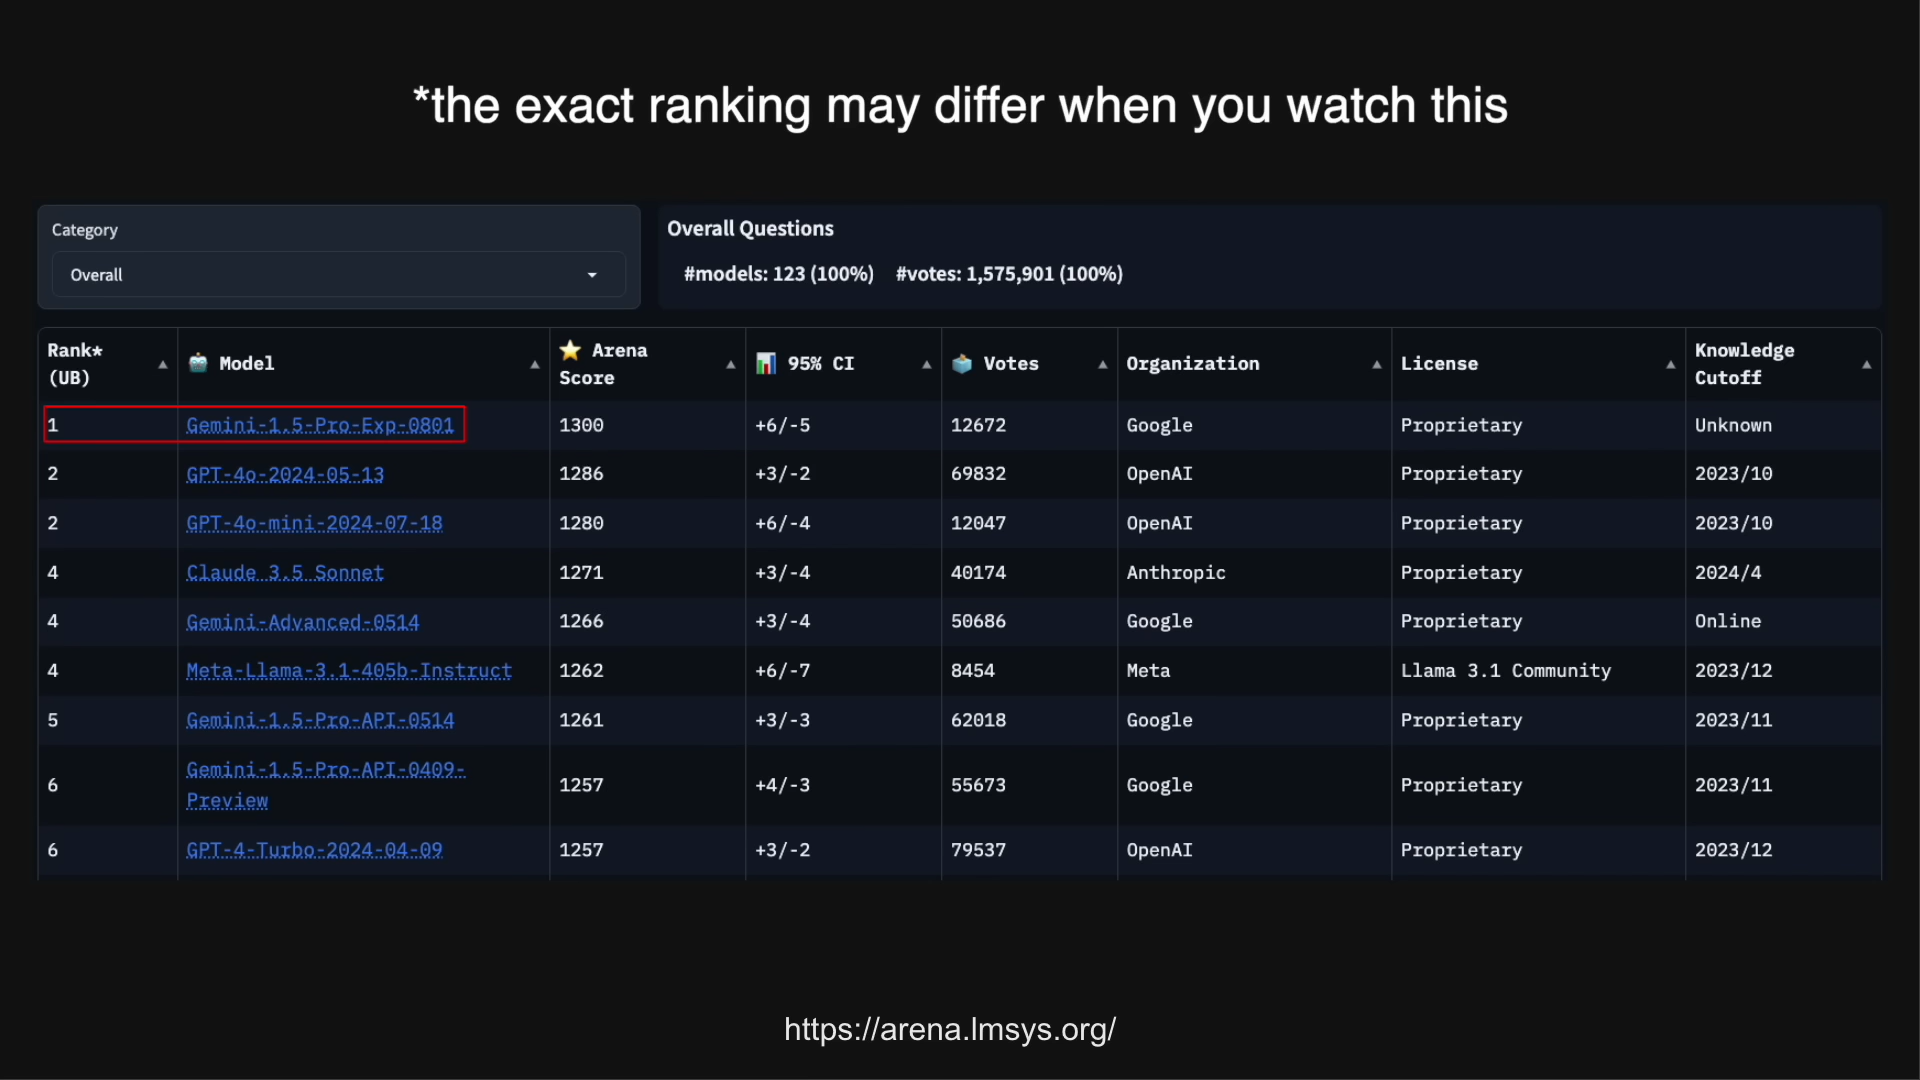 *the exact ranking may differ when you watch this
Category
Overall
Overall Questions
#models: 123 (100%) #votes: 1,575,901 (100%)
Rank* (UB) Model Arena Score 95% CI Votes Organization License Knowledge Cutoff
1 Gemini-1.5-Pro-Exp-0801 1300 +6/-5 12672 Google Proprietary Unknown
2 GPT-4o-2024-05-13 1286 +3/-2 69832 OpenAI Proprietary 2023/10
2 GPT-4o-mini-2024-07-18 1280 +6/-4 12047 OpenAI Proprietary 2023/10
4 Claude 3.5 Sonnet 1271 +3/-4 40174 Anthropic Proprietary 2024/4
4 Gemini-Advanced-0514 1266 +3/-4 50686 Google Proprietary Online
4 Meta-Llama-3.1-405b-Instruct 1262 +6/-7 8454 Meta Llama 3.1 Community 2023/12
5 Gemini-1.5-Pro-API-0514 1261 +3/-3 62018 Google Proprietary 2023/11
6 Gemini-1.5-Pro-API-0409-Preview 1257 +4/-3 55673 Google Proprietary 2023/11
6 GPT-4-Turbo-2024-04-09 1257 +3/-2 79537 OpenAI Proprietary 2023/12
https://arena.lmsys.org/